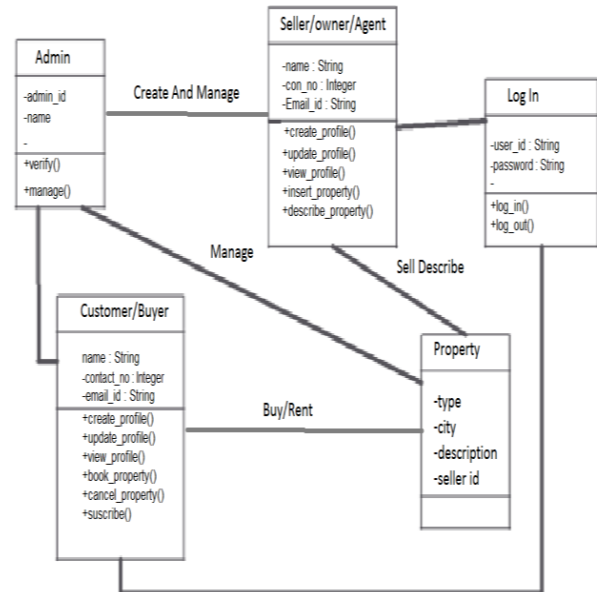 Seller/owner/Agent
-name : String
-con_no : Integer
-Email_id : String
+create_profile()
+update_profile()
+view_profile()
+insert_property()
+describe_property()
Admin
-admin_id
-name
-
+verify()
+manage()
Create And Manage
Log In
-user_id : String
-password : String
-
+log_in()
+log_out()
Manage
Sell Describe
Customer/Buyer
name : String
-contact_no : Integer
-email_id : String
+create_profile()
+update_profile()
+view_profile()
+book_property()
+cancel_property()
+suscribe()
Buy/Rent
Property
-type
-city
-description
-seller id